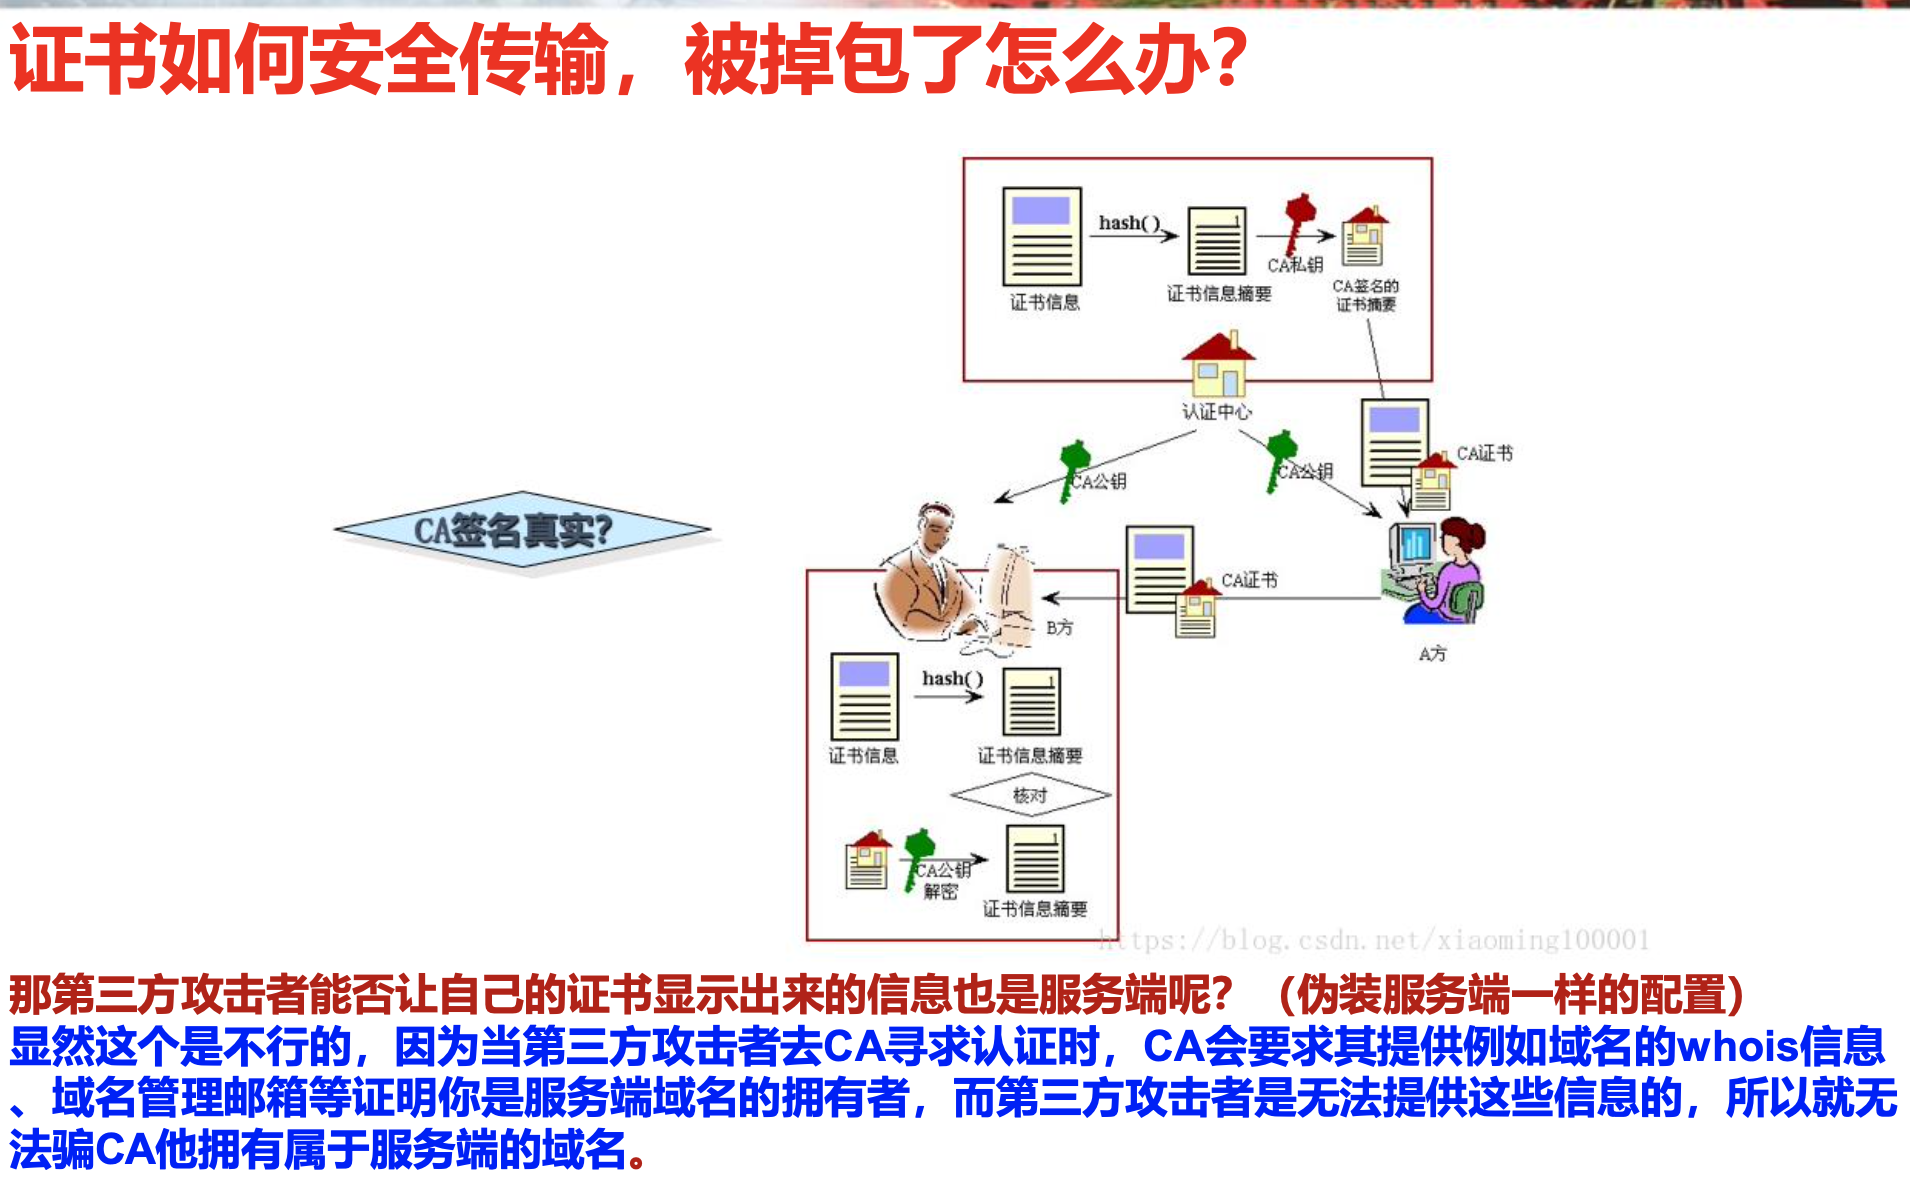 证书如何安全传输，被掉包了怎么办？
hash( )
CA私钥
证书信息
证书信息摘要
CA签名的
证书摘要
认证中心
CA公钥
CA公钥
CA证书
CA签名真实？
CA证书
B方
A方
hash( )
证书信息
证书信息摘要
核对
CA公钥
解密
证书信息摘要
https://blog.csdn.net/xiaoming100001
那第三方攻击者能否让自己的证书显示出来的信息也是服务端呢？（伪装服务端一样的配置）
显然这个是不行的，因为当第三方攻击者去CA寻求认证时，CA会要求其提供例如域名的whois信息
、域名管理邮箱等证明你是服务端域名的拥有者，而第三方攻击者是无法提供这些信息的，所以就无
法骗CA他拥有属于服务端的域名。